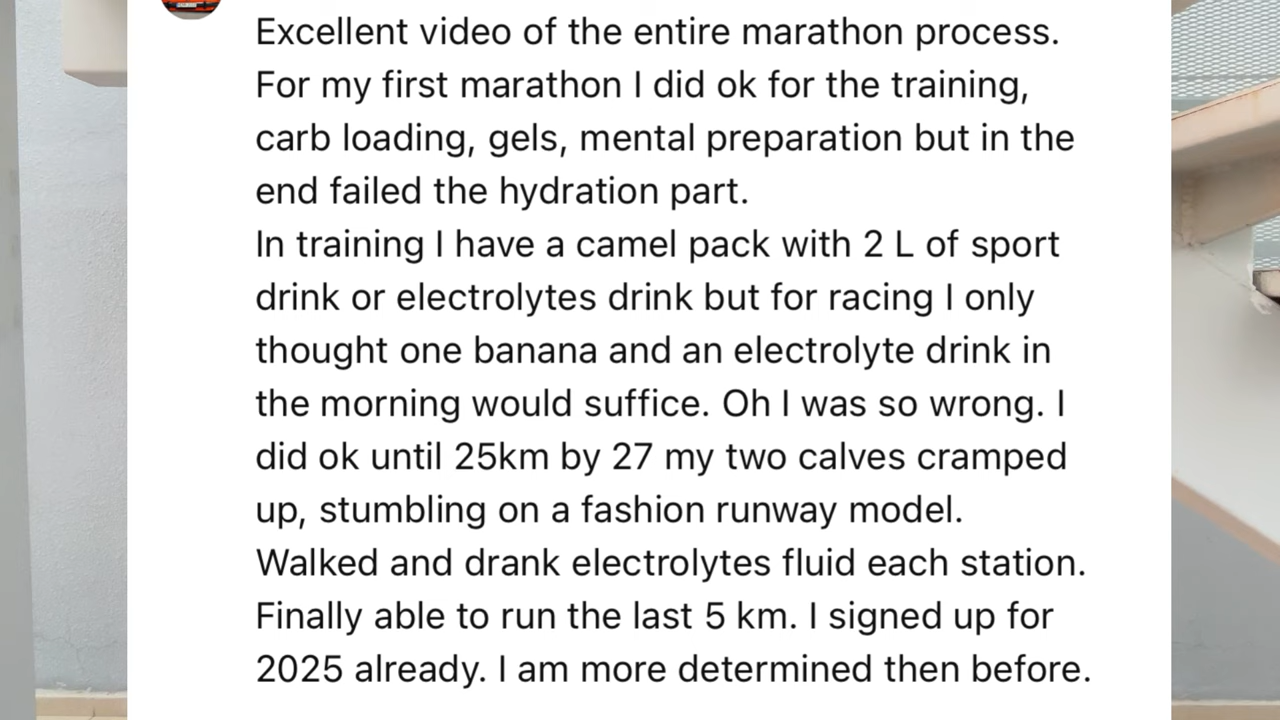 Excellent video of the entire marathon process.
For my first marathon I did ok for the training,
carb loading, gels, mental preparation but in the
end failed the hydration part.
In training I have a camel pack with 2 L of sport
drink or electrolytes drink but for racing I only
thought one banana and an electrolyte drink in
the morning would suffice. Oh I was so wrong. I
did ok until 25km by 27 my two calves cramped
up, stumbling on a fashion runway model.
Walked and drank electrolytes fluid each station.
Finally able to run the last 5 km. I signed up for
2025 already. I am more determined then before.